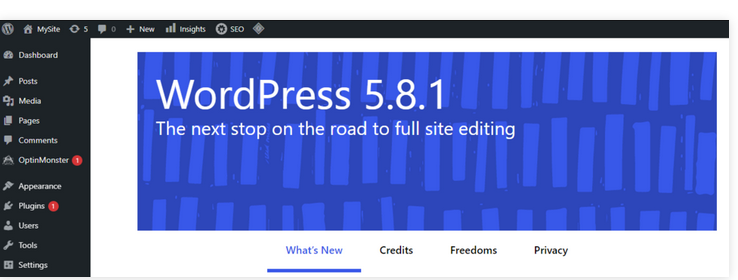 MySite 5 0 + New Insights SEO
Dashboard
Posts
Media
Pages
Comments
OptinMonster 1
Appearance
Plugins 1
Users
Tools
Settings
WordPress 5.8.1
The next stop on the road to full site editing
What's New Credits Freedoms Privacy